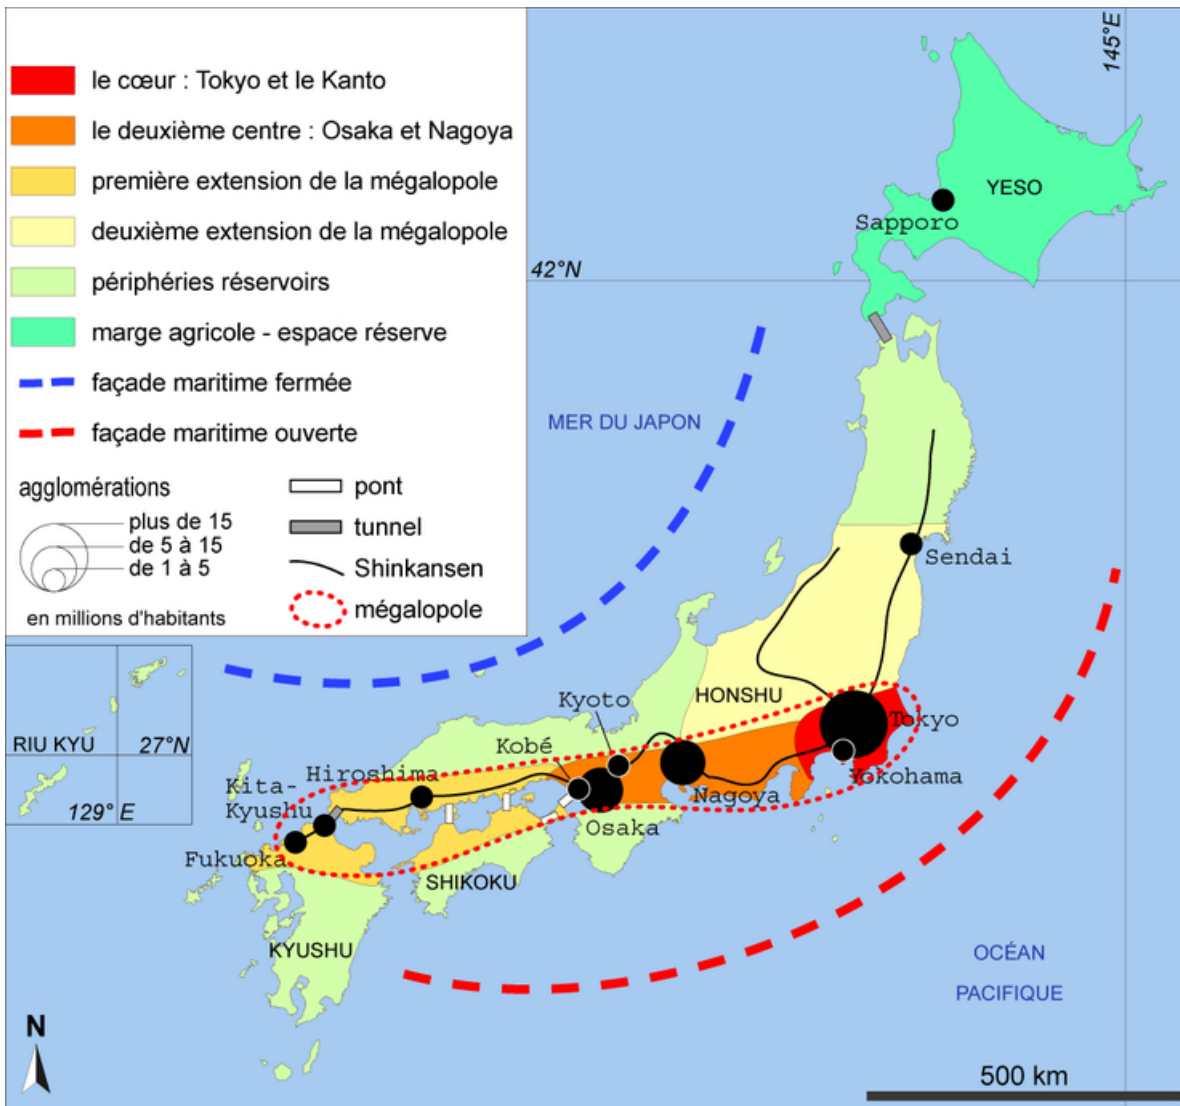 le cœur : Tokyo et le Kanto
le deuxième centre : Osaka et Nagoya
première extension de la mégalopole
deuxième extension de la mégalopole
périphéries réservoirs
marge agricole - espace réserve
façade maritime fermée
façade maritime ouverte
agglomérations
plus de 15
de 5 à 15
de 1 à 5
en millions d'habitants
pont
tunnel
Shinkansen
mégalopole
145°E
YESO
Sapporo
42°N
MER DU JAPON
Sendai
HONSHU
Kyoto
Tokyo
RIU KYU
27°N
Kobé
Hiroshima
Yokohama
Kita-
Kyushu
Nagoya
129° E
Osaka
Fukuoka
SHIKOKU
KYUSHU
OCÉAN
PACIFIQUE
N
500 km